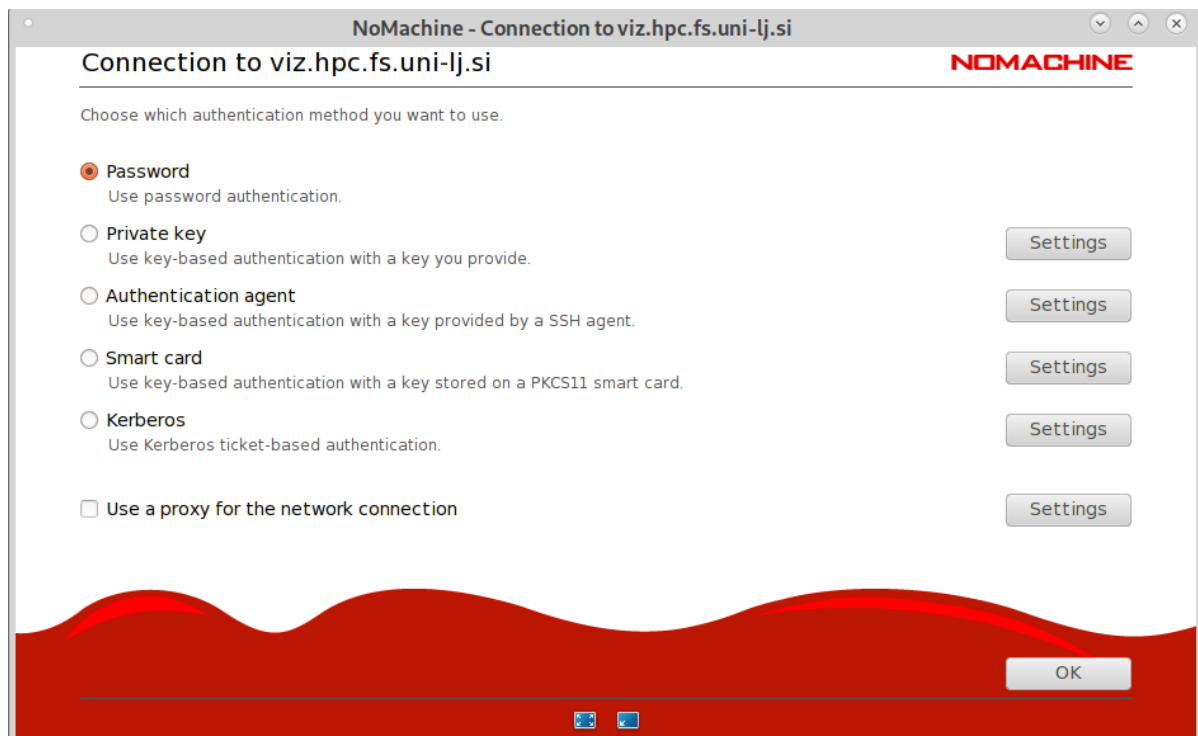 NoMachine - Connection to viz.hpc.fs.uni-lj.si
Connection to viz.hpc.fs.uni-lj.si
NOMACHINE
Choose which authentication method you want to use.
Password
Use password authentication.
Private key
Settings
Use key-based authentication with a key you provide.
Authentication agent
Settings
Use key-based authentication with a key provided by a SSH agent.
Smart card
Settings
Use key-based authentication with a key stored on a PKCS11 smart card.
Kerberos
Settings
Use Kerberos ticket-based authentication.
Use a proxy for the network connection
Settings
OK